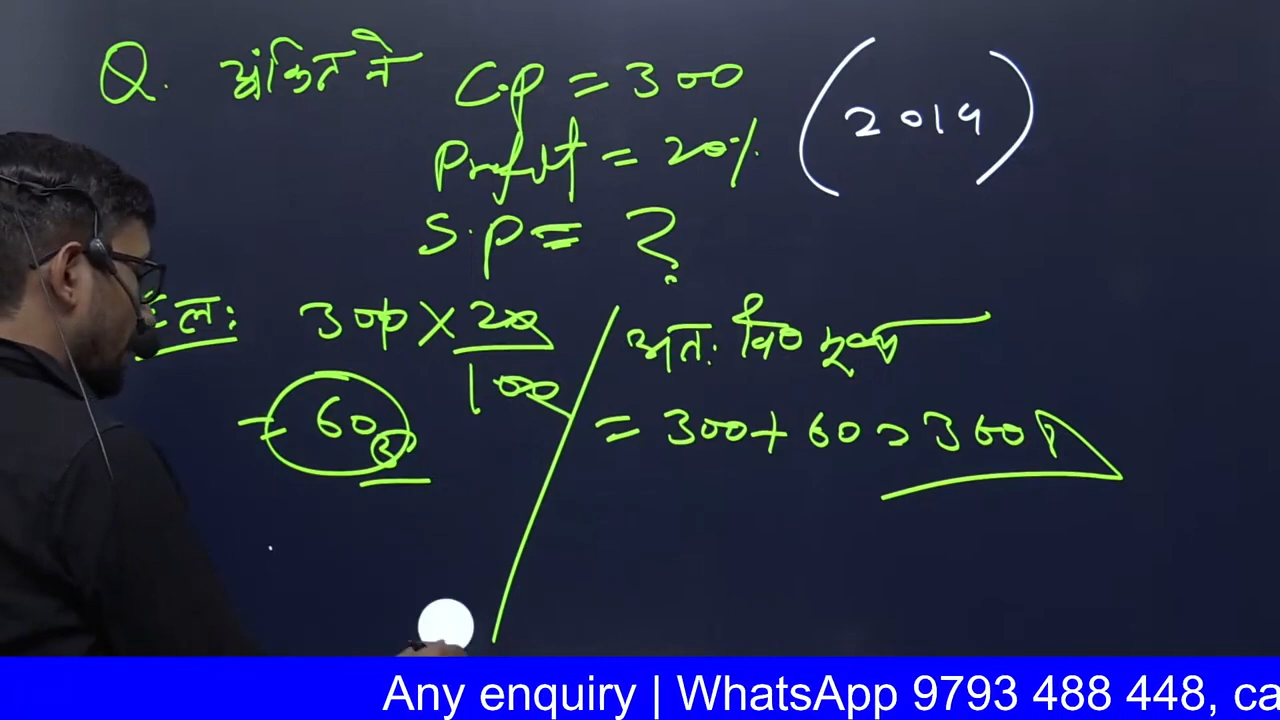 Q. अंकित ने C.P = 300
Profit = 20%
S.P = ?
(2019)
हल: 300 × 20
100
= 60
अतः वि० मूल्य
= 300 + 60 = 360
Any enquiry | WhatsApp 9793 488 448, ca